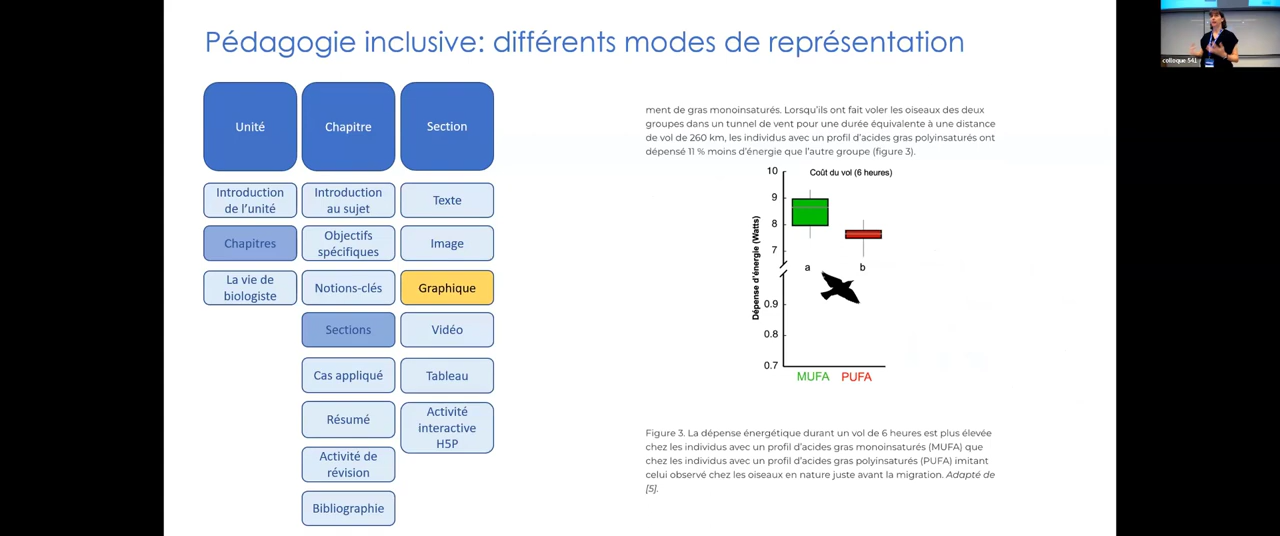 Pédagogie inclusive: différents modes de représentation
Unité
Chapitre
Section
Introduction
de l'unité
Chapitres
La vie de
biologiste
Introduction
au sujet
Objectifs
spécifiques
Notions-clés
Sections
Cas appliqué
Résumé
Activité de
révision
Bibliographie
Texte
Image
Graphique
Vidéo
Tableau
Activité
interactive
H5P
ment de gras monoinsaturés. Lorsqu'ils ont fait voler les oiseaux des deux
groupes dans un tunnel de vent pour une durée équivalente à une distance
de vol de 260 km, les individus avec un profil d'acides gras polyinsaturés ont
dépensé 11 % moins d'énergie que l'autre groupe (figure 3).
Coût du vol (6 heures)
Dépense d'énergie (Watts)
10
9
8
7
0.9
0.8
0.7
a
b
MUFA
PUFA
Figure 3. La dépense énergétique durant un vol de 6 heures est plus élevée
chez les individus avec un profil d'acides gras monoinsaturés (MUFA) que
chez les individus avec un profil d'acides gras polyinsaturés (PUFA) imitant
celui observé chez les oiseaux en nature juste avant la migration. Adapté de
[5].
colloque 541